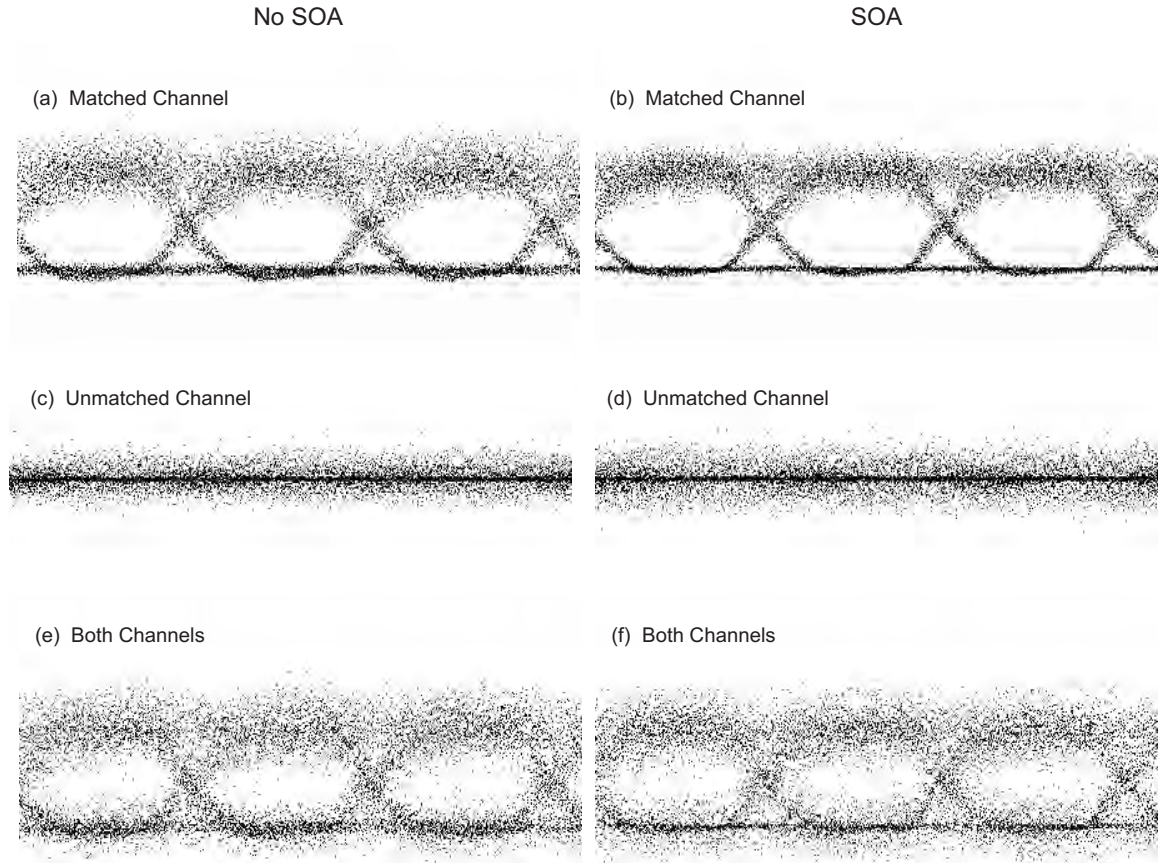 No SOA
SOA
(a) Matched Channel
(b) Matched Channel
(c) Unmatched Channel
(d) Unmatched Channel
(e) Both Channels
(f) Both Channels